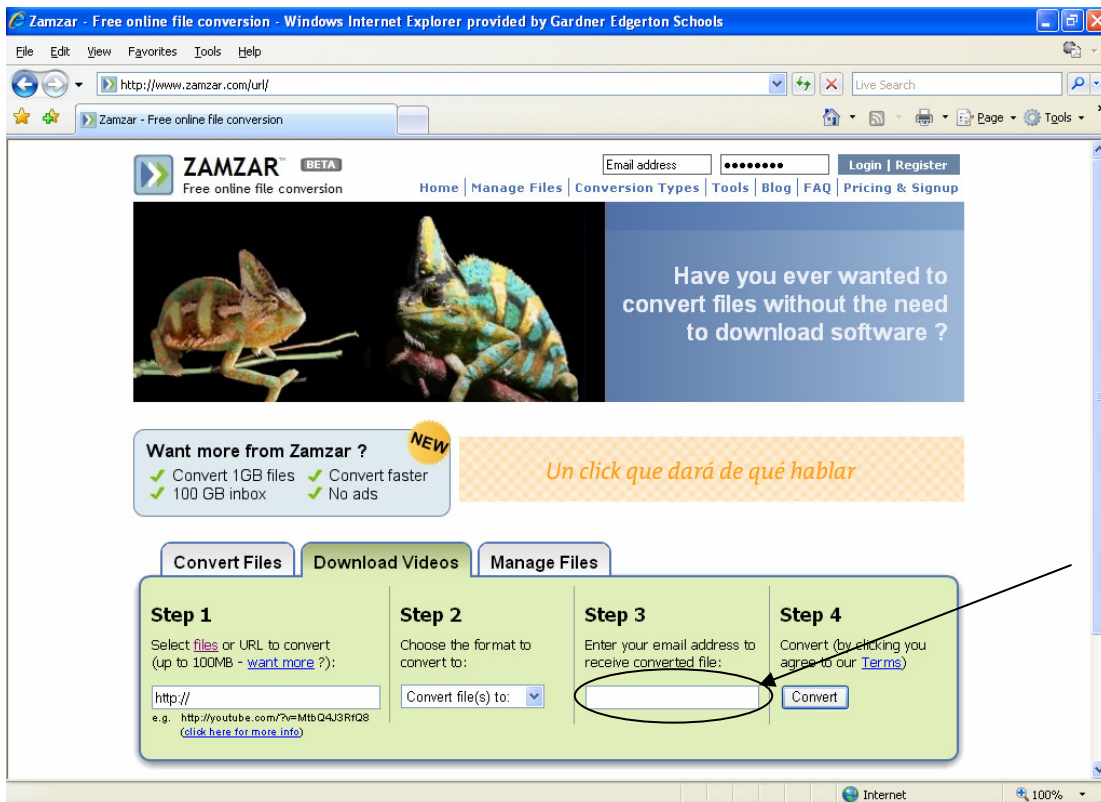 Zamzar - Free online file conversion - Windows Internet Explorer provided by Gardner Edgerton Schools
File Edit View Favorites Tools Help
http://www.zamzar.com/url/
Live Search
Zamzar - Free online file conversion
Page Tools
ZAMZAR™ BETA
Free online file conversion
Email address
Login | Register
Home | Manage Files | Conversion Types | Tools | Blog | FAQ | Pricing & Signup
Have you ever wanted to
convert files without the need
to download software ?
Want more from Zamzar ?
NEW
Convert 1GB files Convert faster
100 GB inbox No ads
Un click que dará de qué hablar
Convert Files Download Videos Manage Files
Step 1
Select files or URL to convert
(up to 100MB - want more ?):
http://
e.g. http://youtube.com/?v=MtbQ4J3RfQ8
(click here for more info)
Step 2
Choose the format to
convert to:
Convert file(s) to:
Step 3
Enter your email address to
receive converted file:
Step 4
Convert (by clicking you
agree to our Terms)
Convert
Internet
100%